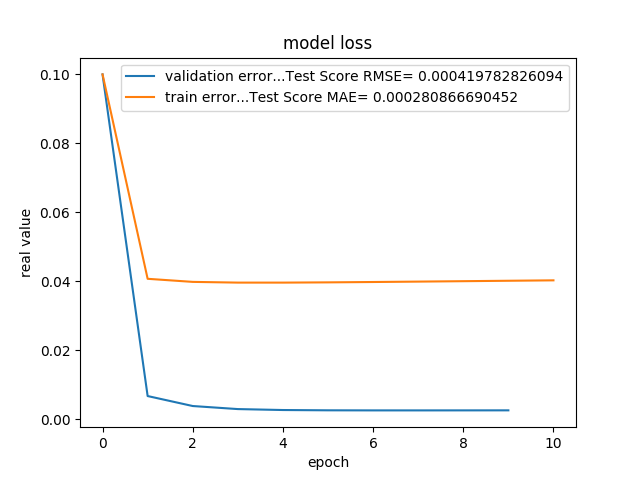 model loss
validation error...Test Score RMSE= 0.000419782826094
train error...Test Score MAE= 0.000280866690452
0.10
0.08
0.06
0.04
0.02
0.00
real value
0 2 4 6 8 10
epoch